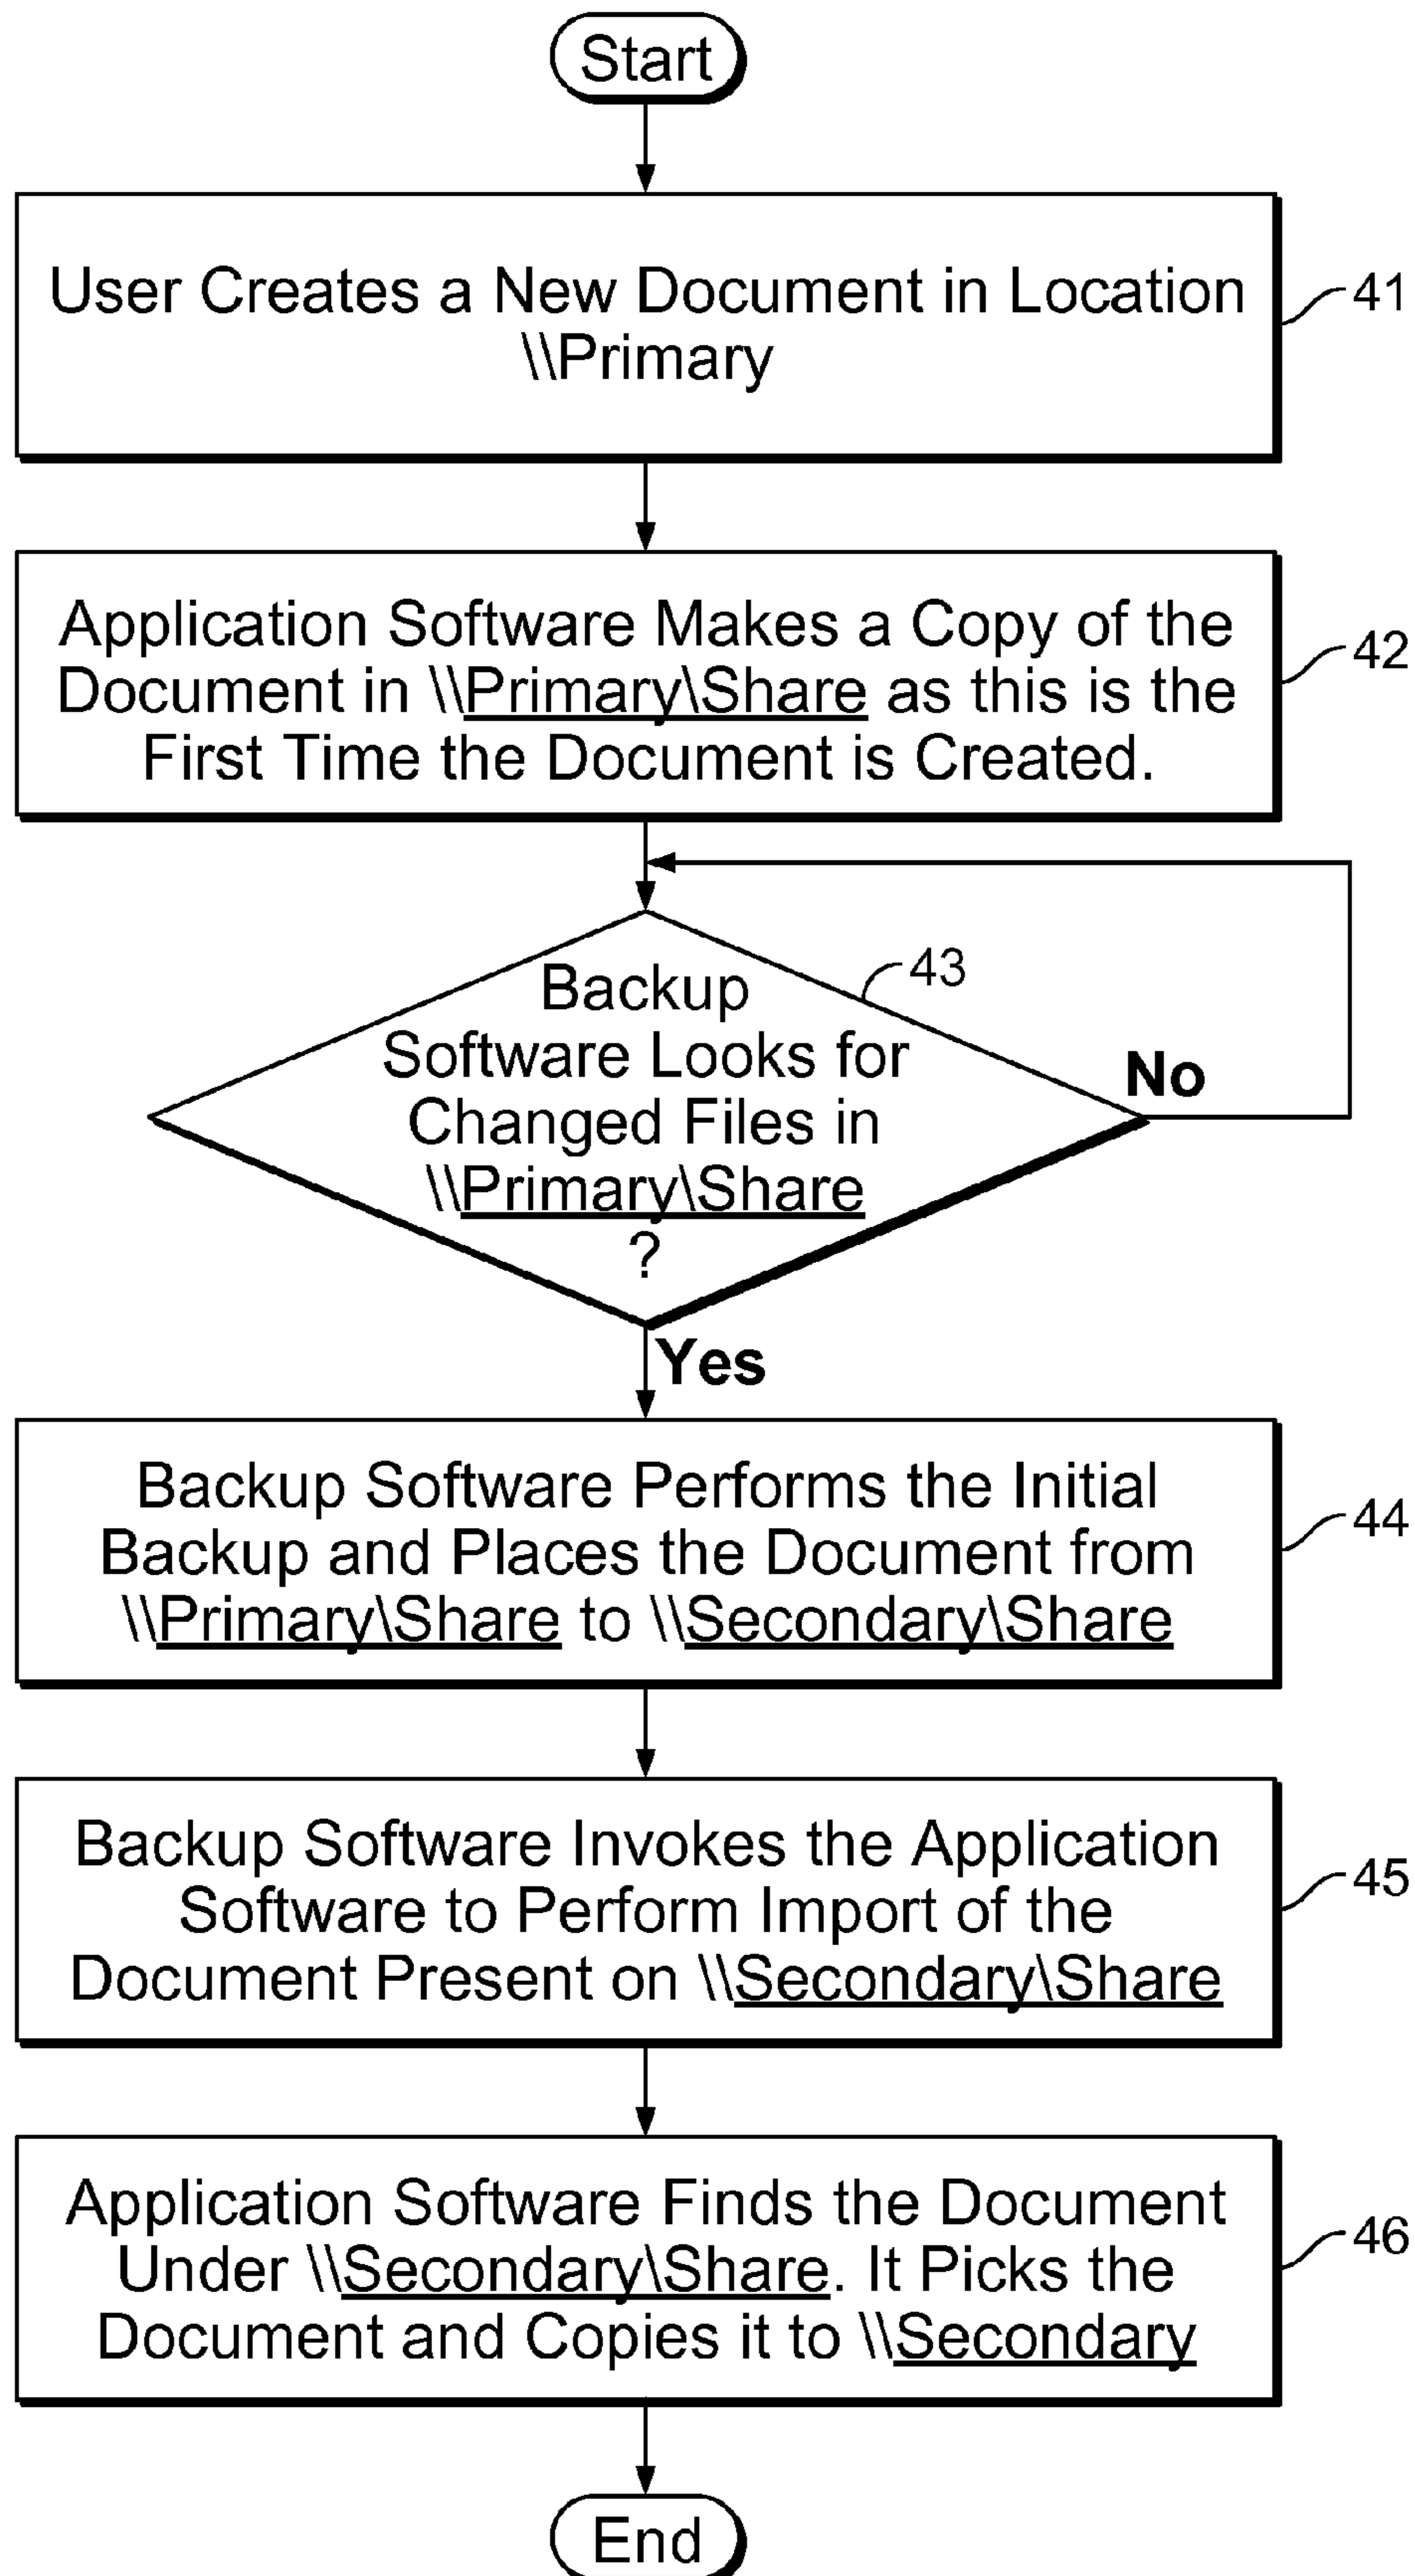 Start
User Creates a New Document in Location
\\Primary
41
Application Software Makes a Copy of the
Document in \\Primary\Share as this is the
First Time the Document is Created.
42
Backup
Software Looks for
Changed Files in
\\Primary\Share
?
43
No
Yes
Backup Software Performs the Initial
Backup and Places the Document from
\\Primary\Share to \\Secondary\Share
44
Backup Software Invokes the Application
Software to Perform Import of the
Document Present on \\Secondary\Share
45
Application Software Finds the Document
Under \\Secondary\Share. It Picks the
Document and Copies it to \\Secondary
46
End